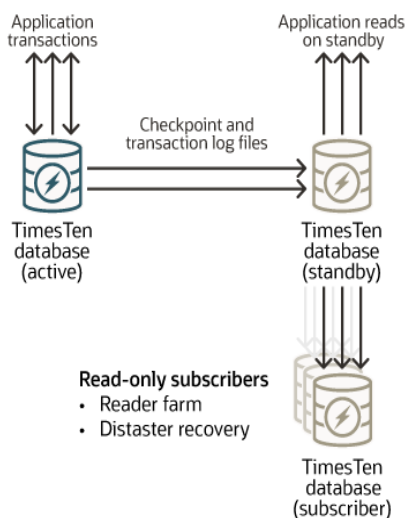 Application
transactions
Application reads
on standby
Checkpoint and
transaction log files
TimesTen
database
(active)
TimesTen
database
(standby)
Read-only subscribers
• Reader farm
• Distaster recovery
TimesTen
database
(subscriber)